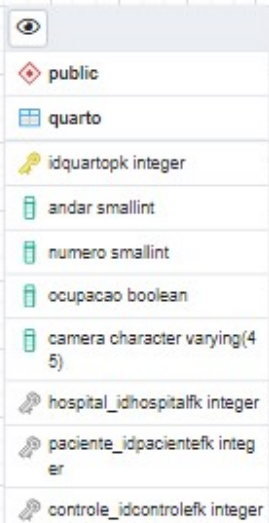 public
quarto
idquartopk integer
andar smallint
numero smallint
ocupacao boolean
camera character varying(4
5)
hospital_idhospitalfk integer
paciente_idpacientefk integ
er
controle_idcontrolefk integer